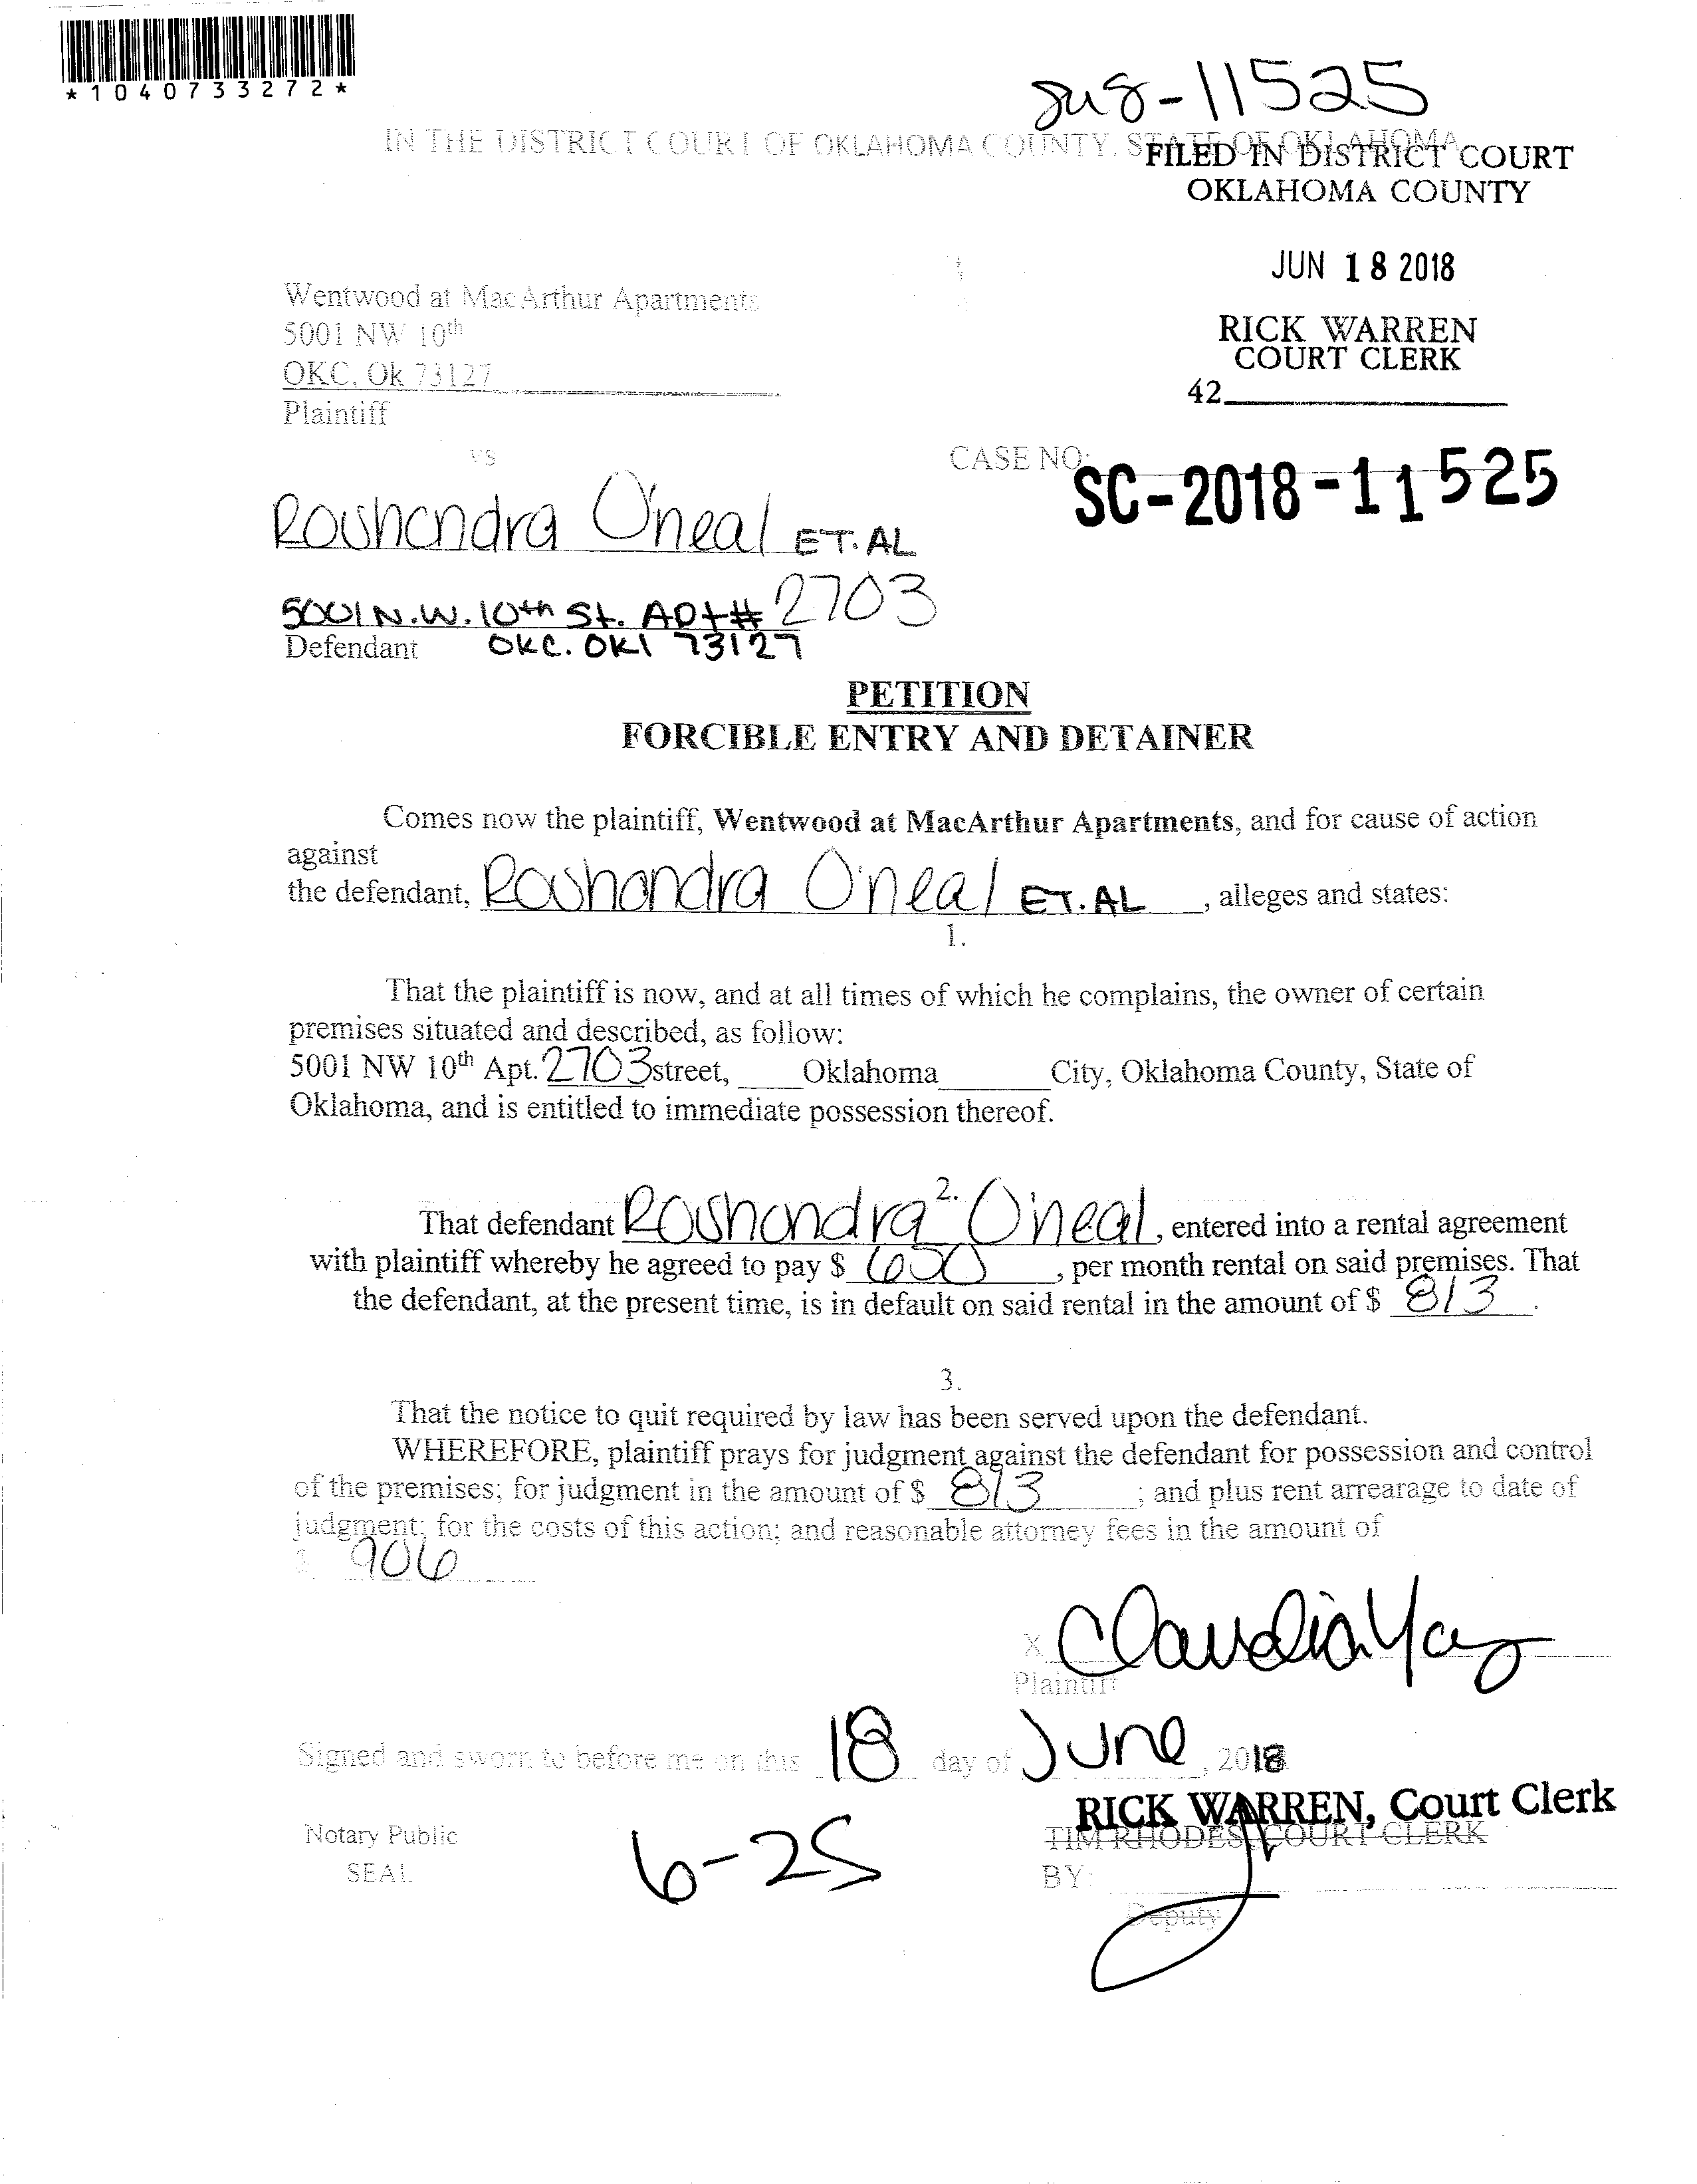 *1040733272*
IN THE DISTRICT COURT OF OKLAHOMA COUNTY, STATE OF OKLAHOMA
FILED IN DISTRICT COURT
OKLAHOMA COUNTY
JUN 18 2018
Wentwood at MacArthur Apartments
5001 NW 10th
OKC, Ok 73127
Plaintiff
RICK WARREN
COURT CLERK
42
vs
CASE NO: SC-2018-11525
Roshondra O'neal ET. AL
5001 N.W. 10th St. Apt# 2703
Defendant OKC. OKl 73127
PETITION
FORCIBLE ENTRY AND DETAINER
Comes now the plaintiff, Wentwood at MacArthur Apartments, and for cause of action
against
the defendant, Roshondra O'neal ET. AL , alleges and states:
1.
That the plaintiff is now, and at all times of which he complains, the owner of certain
premises situated and described, as follow:
5001 NW 10th Apt. 2703 street, Oklahoma City, Oklahoma County, State of
Oklahoma, and is entitled to immediate possession thereof.
2.
That defendant Roshondra O'neal, entered into a rental agreement
with plaintiff whereby he agreed to pay $ , per month rental on said premises. That
the defendant, at the present time, is in default on said rental in the amount of $ 813.
3.
That the notice to quit required by law has been served upon the defendant.
WHEREFORE, plaintiff prays for judgment against the defendant for possession and control
of the premises; for judgment in the amount of $ 813 ; and plus rent arrearage to date of
judgment; for the costs of this action; and reasonable attorney fees in the amount of
$ 906
X Claudia
Plaintiff
Signed and sworn to before me on this 18 day of June, 2018
RICK WARREN, Court Clerk
TIM RHODES, COURT CLERK
Notary Public
SEAL
6-25
BY:
Deputy